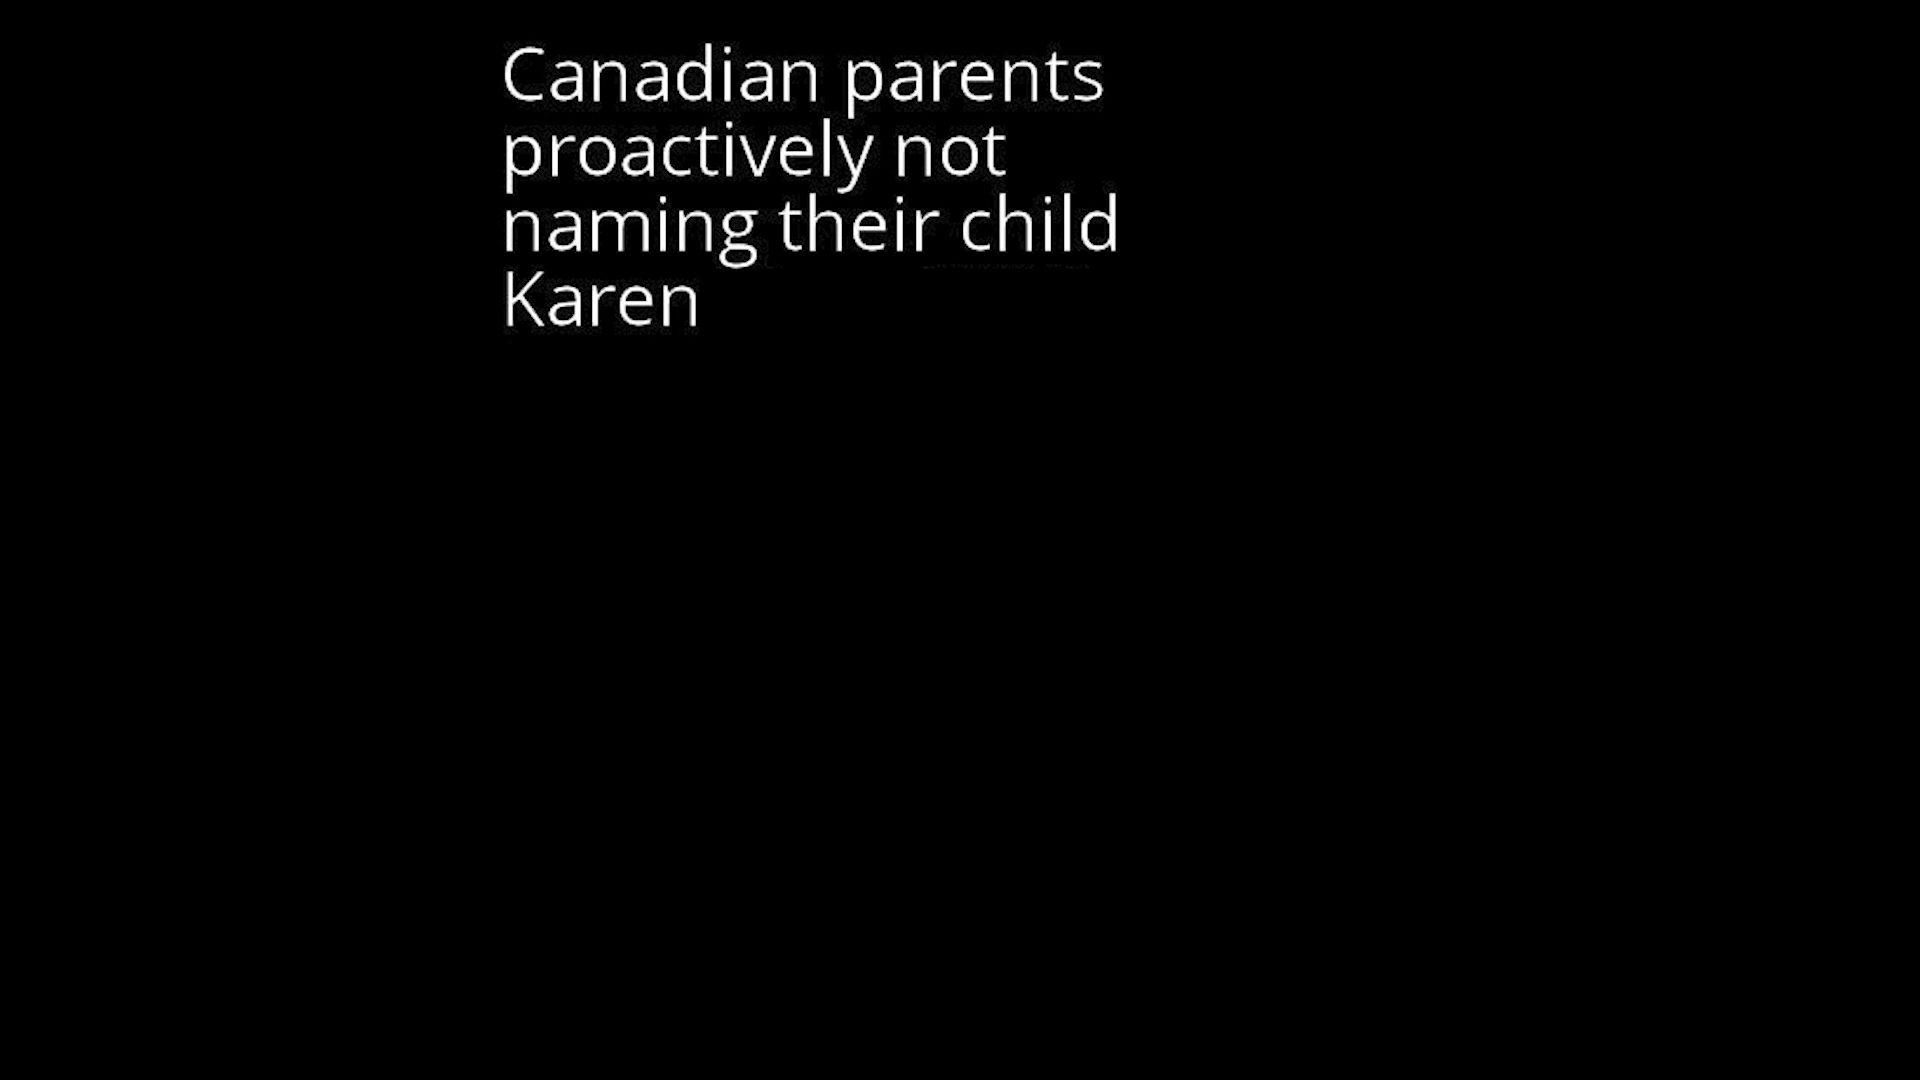 Canadian parents
proactively not
naming their child
Karen